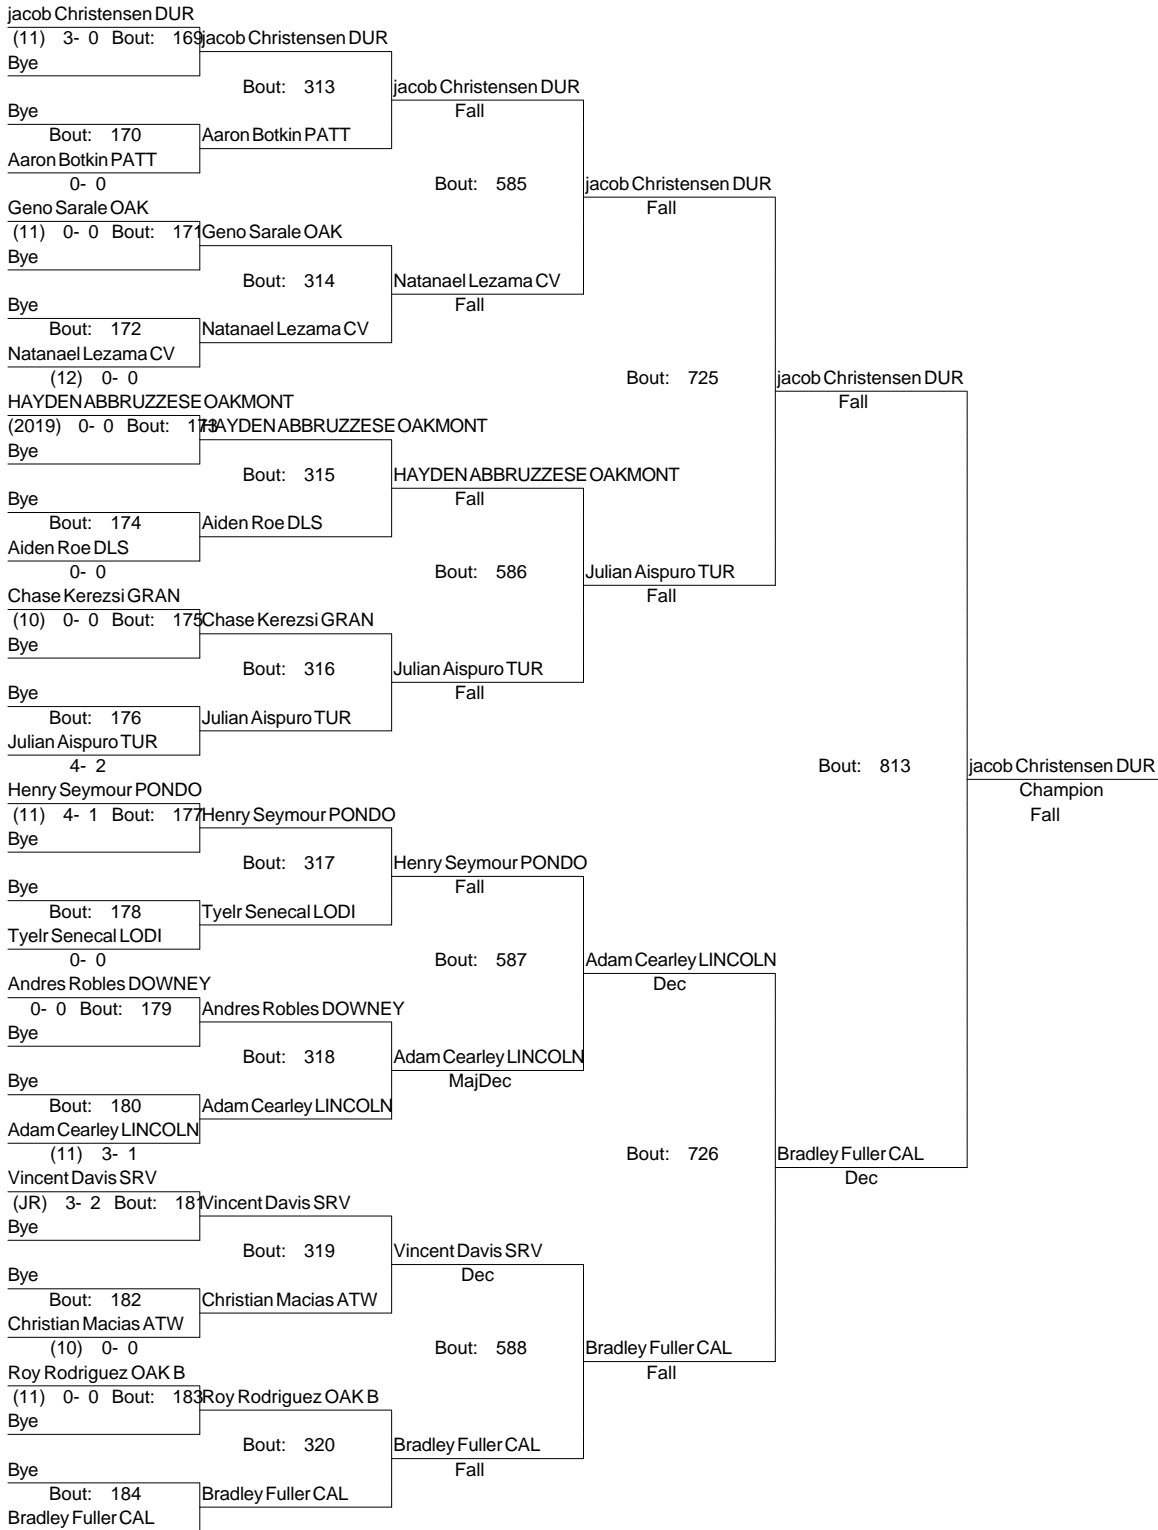 jacob Christensen DUR
(11) 3- 0 Bout: 169 jacob Christensen DUR
Bye
Bout: 313 jacob Christensen DUR
Bye Fall
Bout: 170 Aaron Botkin PATT
Aaron Botkin PATT
0- 0 Bout: 585 jacob Christensen DUR
Geno Sarale OAK Fall
(11) 0- 0 Bout: 171 Geno Sarale OAK
Bye
Bout: 314 Natanael Lezama CV
Bye Fall
Bout: 172 Natanael Lezama CV
Natanael Lezama CV
(12) 0- 0 Bout: 725 jacob Christensen DUR
HAYDEN ABBRUZZESE OAKMONT Fall
(2019) 0- 0 Bout: 173 HAYDEN ABBRUZZESE OAKMONT
Bye
Bout: 315 HAYDEN ABBRUZZESE OAKMONT
Bye Fall
Bout: 174 Aiden Roe DLS
Aiden Roe DLS
0- 0 Bout: 586 Julian Aispuro TUR
Chase Kerezsi GRAN Fall
(10) 0- 0 Bout: 175 Chase Kerezsi GRAN
Bye
Bout: 316 Julian Aispuro TUR
Bye Fall
Bout: 176 Julian Aispuro TUR
Julian Aispuro TUR
4- 2 Bout: 813 jacob Christensen DUR
Henry Seymour PONDO Champion
(11) 4- 1 Bout: 177 Henry Seymour PONDO Fall
Bye
Bout: 317 Henry Seymour PONDO
Bye Fall
Bout: 178 Tyelr Senecal LODI
Tyelr Senecal LODI
0- 0 Bout: 587 Adam Cearley LINCOLN
Andres Robles DOWNEY Dec
0- 0 Bout: 179 Andres Robles DOWNEY
Bye
Bout: 318 Adam Cearley LINCOLN
Bye MajDec
Bout: 180 Adam Cearley LINCOLN
Adam Cearley LINCOLN
(11) 3- 1 Bout: 726 Bradley Fuller CAL
Vincent Davis SRV Dec
(JR) 3- 2 Bout: 181 Vincent Davis SRV
Bye
Bout: 319 Vincent Davis SRV
Bye Dec
Bout: 182 Christian Macias ATW
Christian Macias ATW
(10) 0- 0 Bout: 588 Bradley Fuller CAL
Roy Rodriguez OAK B Fall
(11) 0- 0 Bout: 183 Roy Rodriguez OAK B
Bye
Bout: 320 Bradley Fuller CAL
Bye Fall
Bout: 184 Bradley Fuller CAL
Bradley Fuller CAL